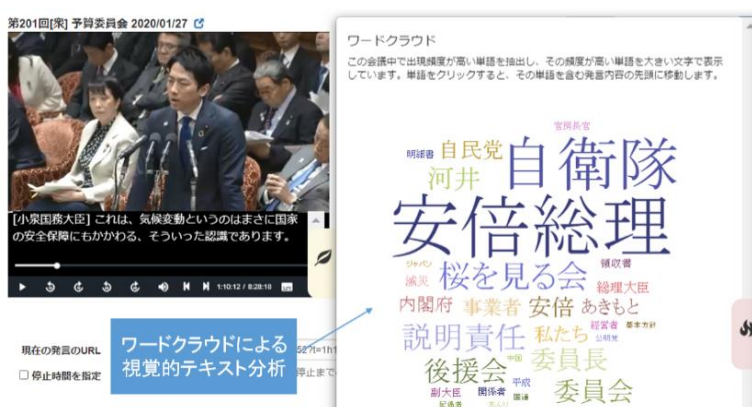 第201回[衆] 予算委員会 2020/01/27
[小泉国務大臣] これは、気候変動というのはまさに国家
の安全保障にもかかわる、そういった認識であります。
1:10:12 / 8:28:18
現在の発言のURL
52?t=1h1
停止時間を指定
停止まで
ワードクラウドによる
視覚的テキスト分析
ワードクラウド
この会議中で出現頻度が高い単語を抽出し、その頻度が高い単語を大きい文字で表示
しています。単語をクリックすると、その単語を含む発言内容の先頭に移動します。
官房長官
明細書 自民党 自衛隊
河井
安倍総理
ジャパン 領収書
減災 桜を見る会 総理大臣
内閣府 事業者 安倍 あきもと
説明責任 私たち 経営者 基本方針
公明党
後援会 中国 委員長
副大臣 関係者 平成 国道 委員会